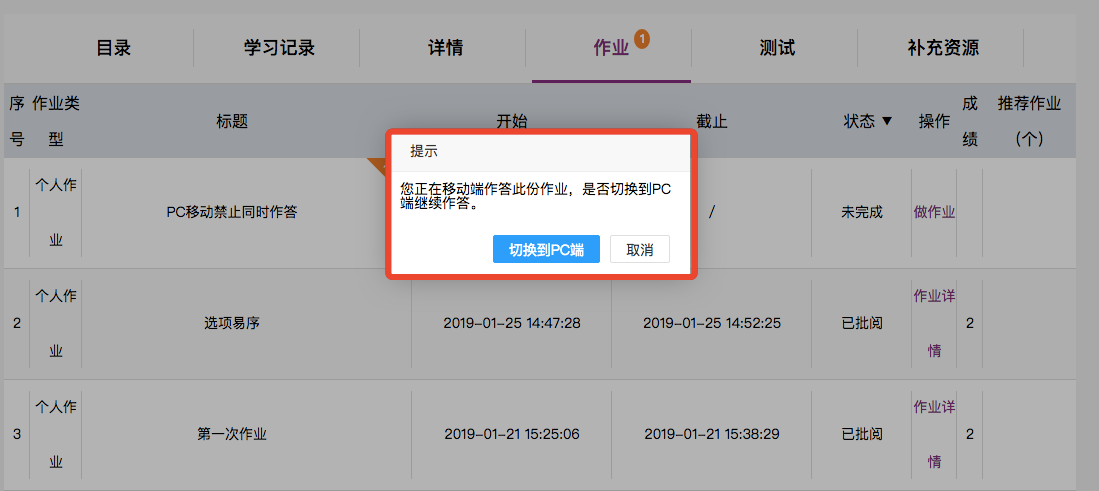 目录 学习记录 详情 作业 1 测试 补充资源
序号 作业类型 标题 开始 截止 状态 ▼ 操作 成绩 推荐作业（个）
提示
您正在移动端作答此份作业，是否切换到PC
端继续作答。
切换到PC端 取消
1 个人作业 PC移动禁止同时作答 / 未完成 做作业
2 个人作业 选项易序 2019-01-25 14:47:28 2019-01-25 14:52:25 已批阅 作业详情 2
3 个人作业 第一次作业 2019-01-21 15:25:06 2019-01-21 15:38:29 已批阅 作业详情 2